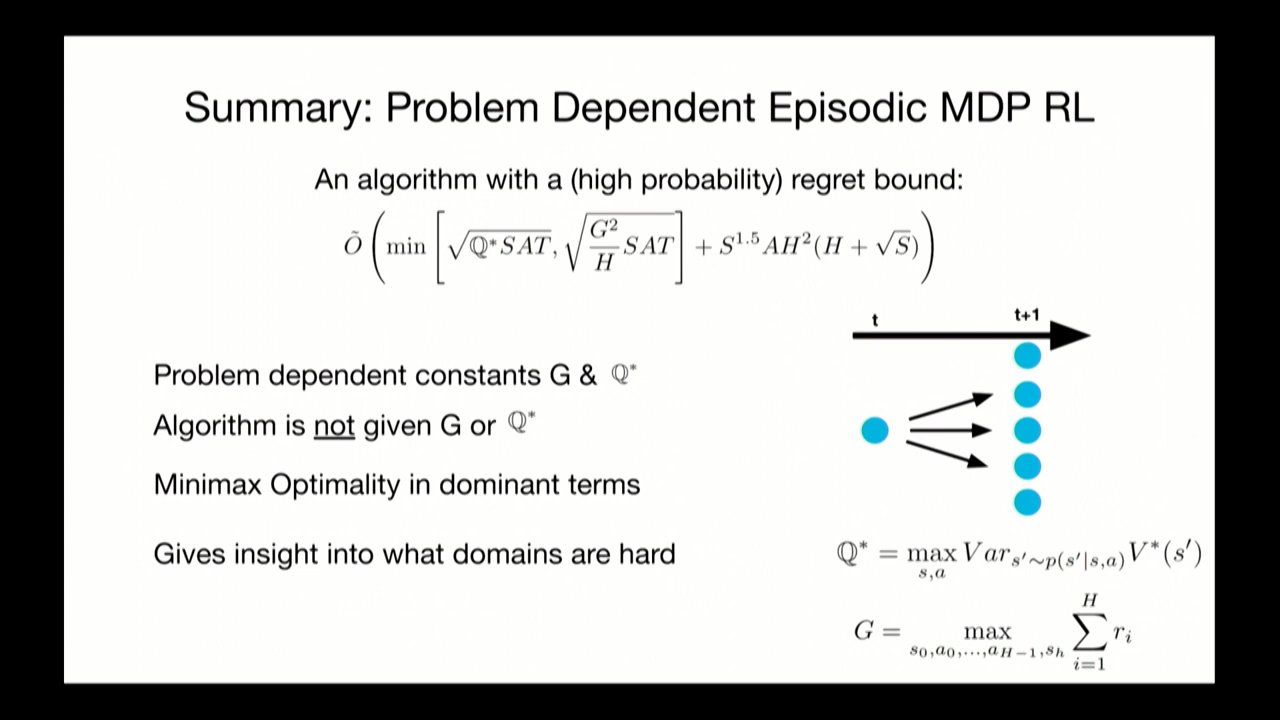 Summary: Problem Dependent Episodic MDP RL
An algorithm with a (high probability) regret bound:
Õ ( min [ √(ℚ*SAT), √(G²/H SAT) ] + S^1.5 AH²(H + √S) )
t
t+1
Problem dependent constants G & ℚ*
Algorithm is not given G or ℚ*
Minimax Optimality in dominant terms
Gives insight into what domains are hard
ℚ* = max_{s,a} Var_{s'∼p(s'|s,a)} V*(s')
G = max_{s₀,a₀,…,a_{H−1},s_h} ∑_{i=1}^{H} r_i